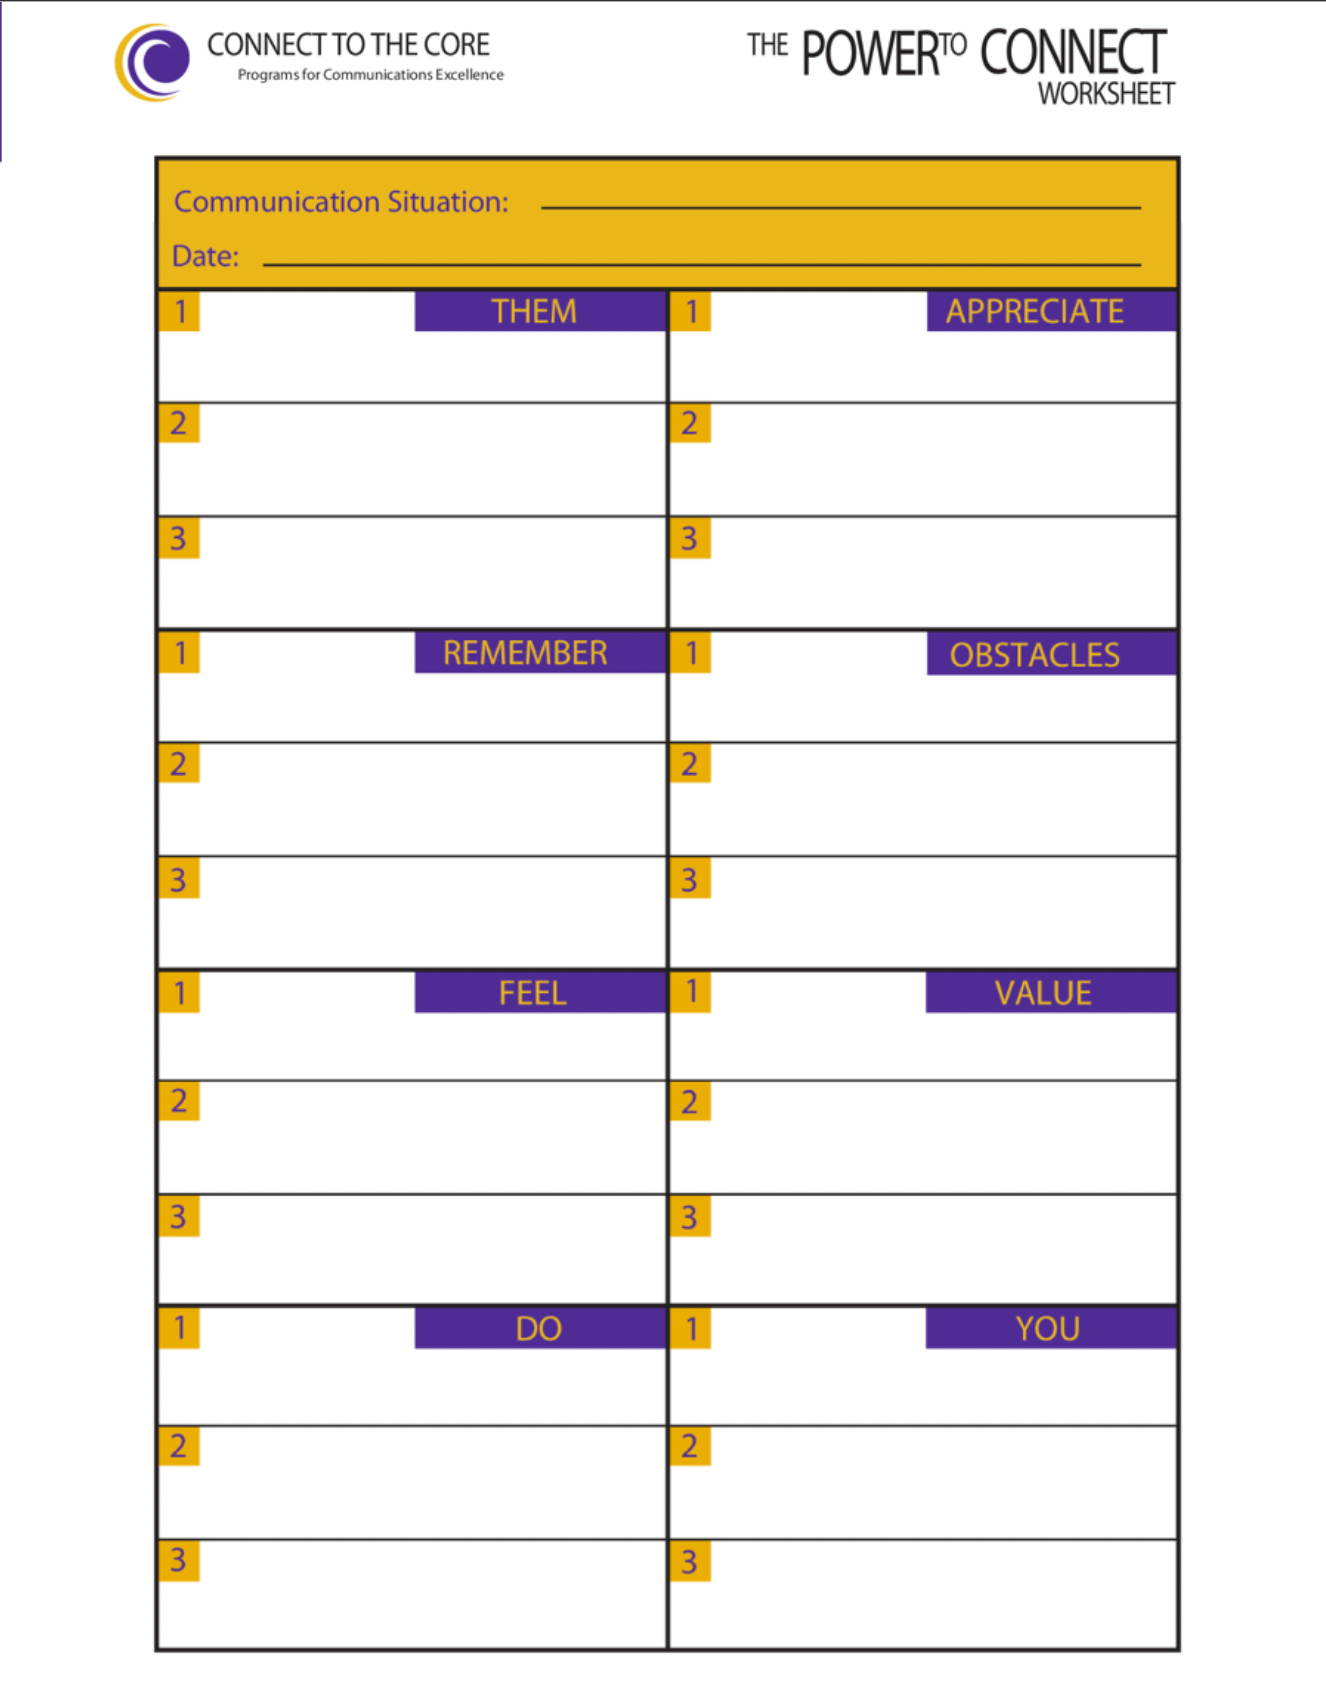 CONNECT TO THE CORE
Programs for Communications Excellence
THE POWER TO CONNECT
WORKSHEET
Communication Situation:
Date:
1 THEM 1 APPRECIATE
2 2
3 3
1 REMEMBER 1 OBSTACLES
2 2
3 3
1 FEEL 1 VALUE
2 2
3 3
1 DO 1 YOU
2 2
3 3